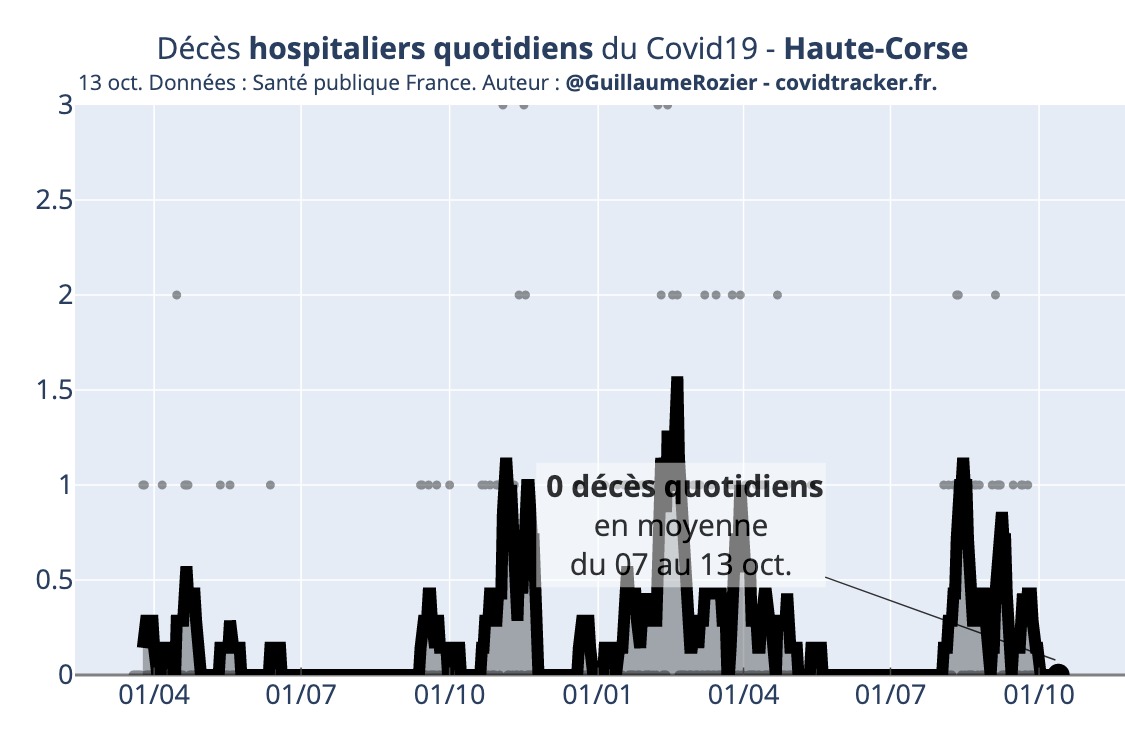 Décès hospitaliers quotidiens du Covid19 - Haute-Corse
13 oct. Données : Santé publique France. Auteur : @GuillaumeRozier - covidtracker.fr.
3
2.5
2
1.5
1
0.5
0
0 décès quotidiens
en moyenne
du 07 au 13 oct.
01/04 01/07 01/10 01/01 01/04 01/07 01/10